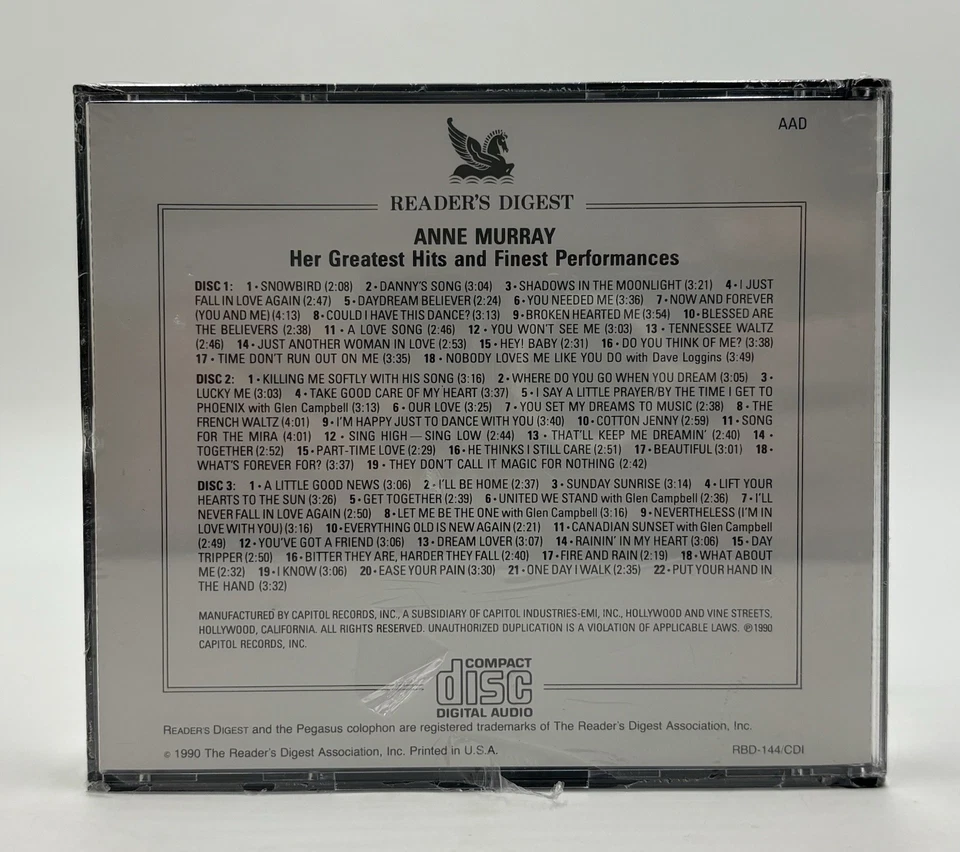 AAD
READER'S DIGEST
ANNE MURRAY
Her Greatest Hits and Finest Performances
DISC 1: 1 • SNOWBIRD (2:08) 2 • DANNY'S SONG (3:04) 3 • SHADOWS IN THE MOONLIGHT (3:21) 4 • I JUST
FALL IN LOVE AGAIN (2:47) 5 • DAYDREAM BELIEVER (2:24) 6 • YOU NEEDED ME (3:36) 7 • NOW AND FOREVER
(YOU AND ME) (4:13) 8 • COULD I HAVE THIS DANCE? (3:13) 9 • BROKEN HEARTED ME (3:54) 10 • BLESSED ARE
THE BELIEVERS (2:38) 11 • A LOVE SONG (2:46) 12 • YOU WON'T SEE ME (3:03) 13 • TENNESSEE WALTZ
(2:46) 14 • JUST ANOTHER WOMAN IN LOVE (2:53) 15 • HEY! BABY (2:31) 16 • DO YOU THINK OF ME? (3:38)
17 • TIME DON'T RUN OUT ON ME (3:35) 18 • NOBODY LOVES ME LIKE YOU DO with Dave Loggins (3:49)
DISC 2: 1 • KILLING ME SOFTLY WITH HIS SONG (3:16) 2 • WHERE DO YOU GO WHEN YOU DREAM (3:05) 3 •
LUCKY ME (3:03) 4 • TAKE GOOD CARE OF MY HEART (3:37) 5 • I SAY A LITTLE PRAYER/BY THE TIME I GET TO
PHOENIX with Glen Campbell (3:13) 6 • OUR LOVE (3:25) 7 • YOU SET MY DREAMS TO MUSIC (2:38) 8 • THE
FRENCH WALTZ (4:01) 9 • I'M HAPPY JUST TO DANCE WITH YOU (3:40) 10 • COTTON JENNY (2:59) 11 • SONG
FOR THE MIRA (4:01) 12 • SING HIGH — SING LOW (2:44) 13 • THAT'LL KEEP ME DREAMIN' (2:40) 14 •
TOGETHER (2:52) 15 • PART-TIME LOVE (2:29) 16 • HE THINKS I STILL CARE (2:51) 17 • BEAUTIFUL (3:01) 18 •
WHAT'S FOREVER FOR? (3:37) 19 • THEY DON'T CALL IT MAGIC FOR NOTHING (2:42)
DISC 3: 1 • A LITTLE GOOD NEWS (3:06) 2 • I'LL BE HOME (2:37) 3 • SUNDAY SUNRISE (3:14) 4 • LIFT YOUR
HEARTS TO THE SUN (3:26) 5 • GET TOGETHER (2:39) 6 • UNITED WE STAND with Glen Campbell (2:36) 7 • I'LL
NEVER FALL IN LOVE AGAIN (2:50) 8 • LET ME BE THE ONE with Glen Campbell (3:16) 9 • NEVERTHELESS (I'M IN
LOVE WITH YOU) (3:16) 10 • EVERYTHING OLD IS NEW AGAIN (2:21) 11 • CANADIAN SUNSET with Glen Campbell
(2:49) 12 • YOU'VE GOT A FRIEND (3:06) 13 • DREAM LOVER (3:07) 14 • RAININ' IN MY HEART (3:06) 15 • DAY
TRIPPER (2:50) 16 • BITTER THEY ARE, HARDER THEY FALL (2:40) 17 • FIRE AND RAIN (2:19) 18 • WHAT ABOUT
ME (2:32) 19 • I KNOW (3:06) 20 • EASE YOUR PAIN (3:30) 21 • ONE DAY I WALK (2:35) 22 • PUT YOUR HAND IN
THE HAND (3:32)
MANUFACTURED BY CAPITOL RECORDS, INC., A SUBSIDIARY OF CAPITOL INDUSTRIES-EMI, INC., HOLLYWOOD AND VINE STREETS,
HOLLYWOOD, CALIFORNIA. ALL RIGHTS RESERVED. UNAUTHORIZED DUPLICATION IS A VIOLATION OF APPLICABLE LAWS. ℗1990
CAPITOL RECORDS, INC.
COMPACT
disc
DIGITAL AUDIO
READER'S DIGEST and the Pegasus colophon are registered trademarks of The Reader's Digest Association, Inc.
© 1990 The Reader's Digest Association, Inc. Printed in U.S.A.
RBD-144/CDI